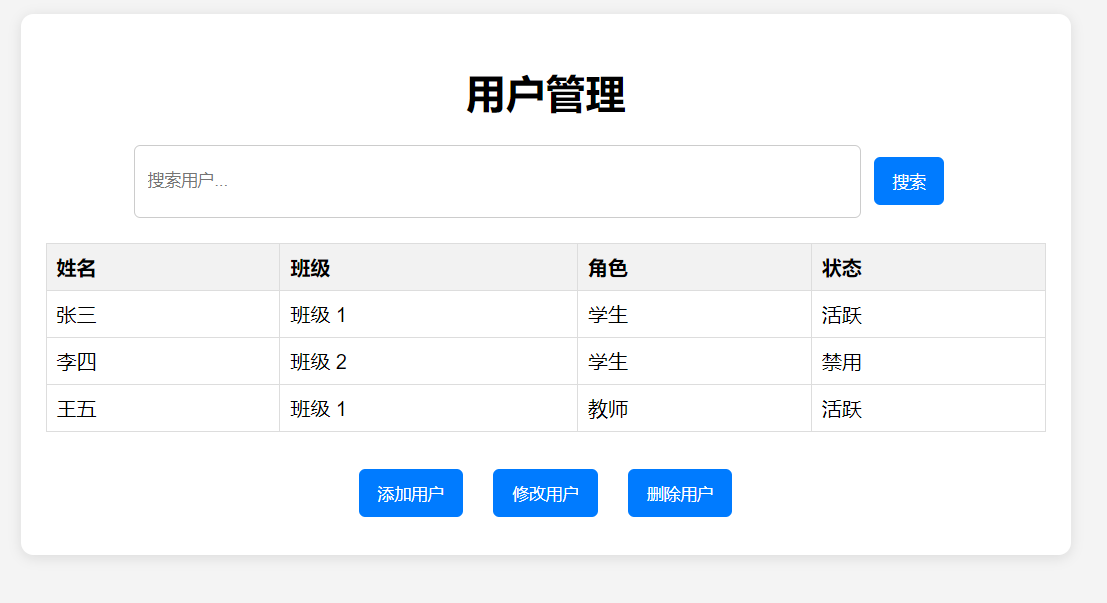 用户管理
搜索用户...
搜索
姓名 班级 角色 状态
张三 班级 1 学生 活跃
李四 班级 2 学生 禁用
王五 班级 1 教师 活跃
添加用户 修改用户 删除用户